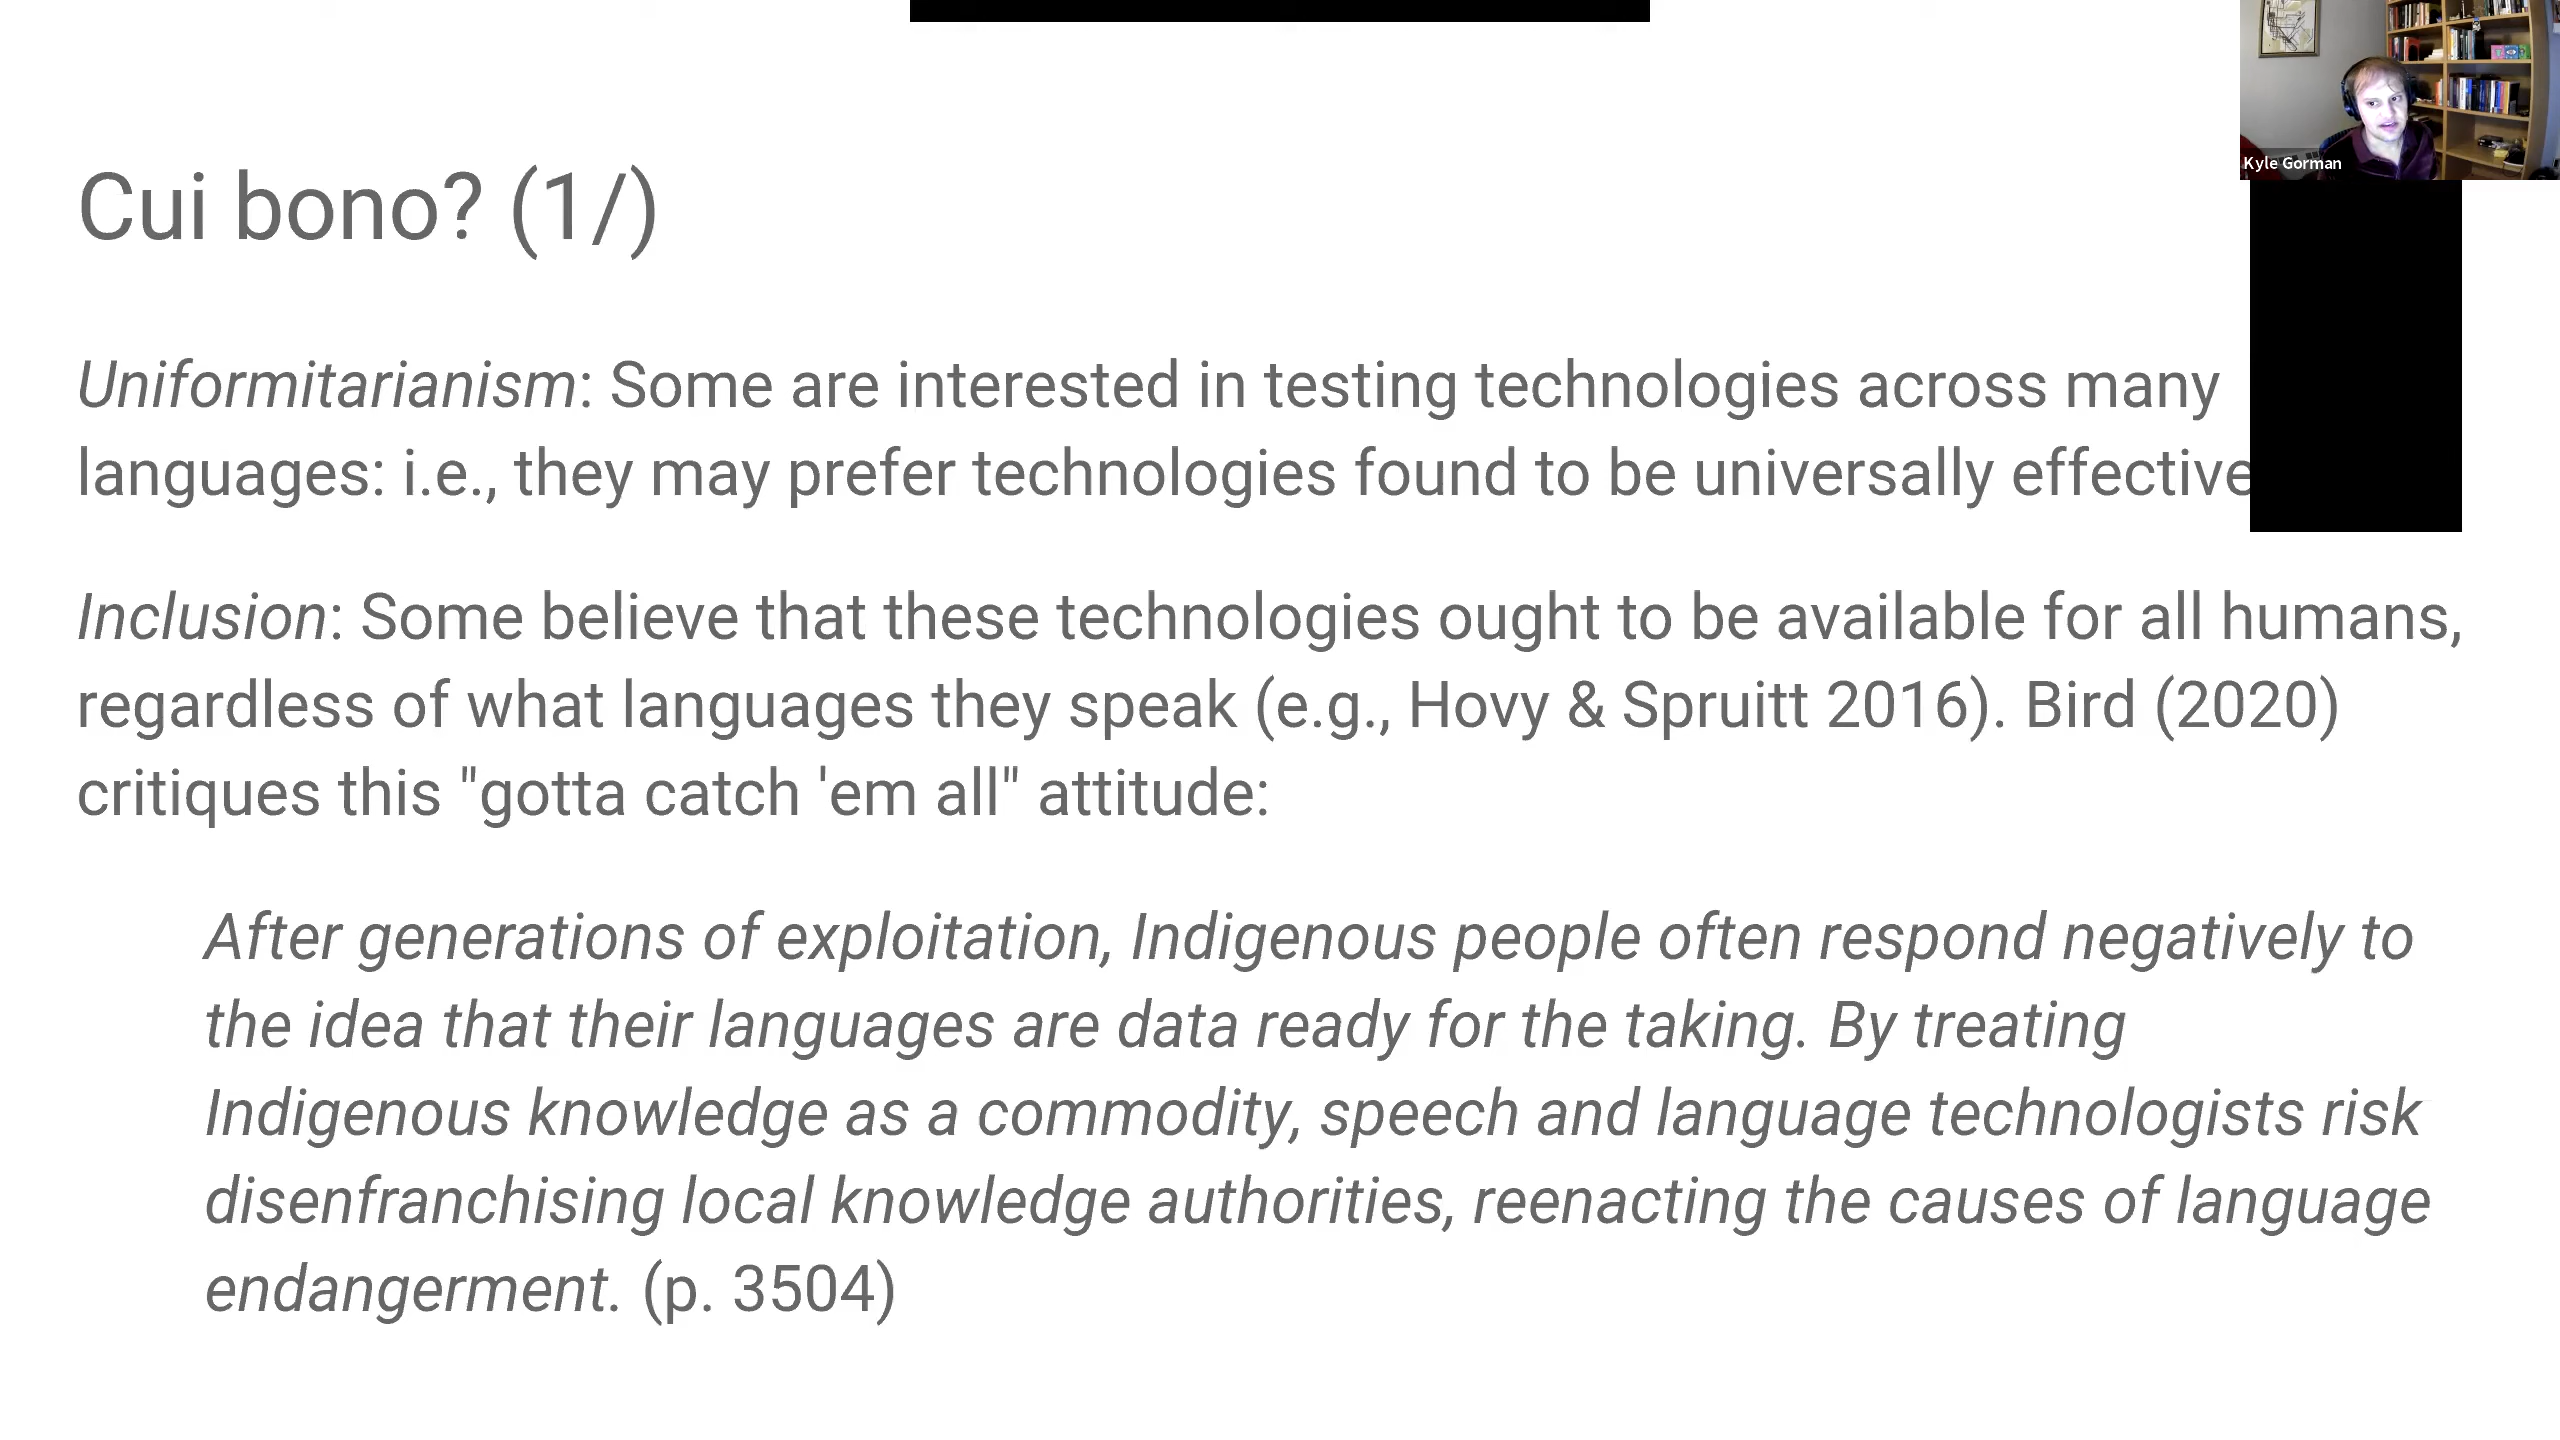 Cui bono? (1/)
Kyle Gorman
Uniformitarianism: Some are interested in testing technologies across many
languages: i.e., they may prefer technologies found to be universally effective
Inclusion: Some believe that these technologies ought to be available for all humans,
regardless of what languages they speak (e.g., Hovy & Spruitt 2016). Bird (2020)
critiques this "gotta catch 'em all" attitude:
After generations of exploitation, Indigenous people often respond negatively to
the idea that their languages are data ready for the taking. By treating
Indigenous knowledge as a commodity, speech and language technologists risk
disenfranchising local knowledge authorities, reenacting the causes of language
endangerment. (p. 3504)